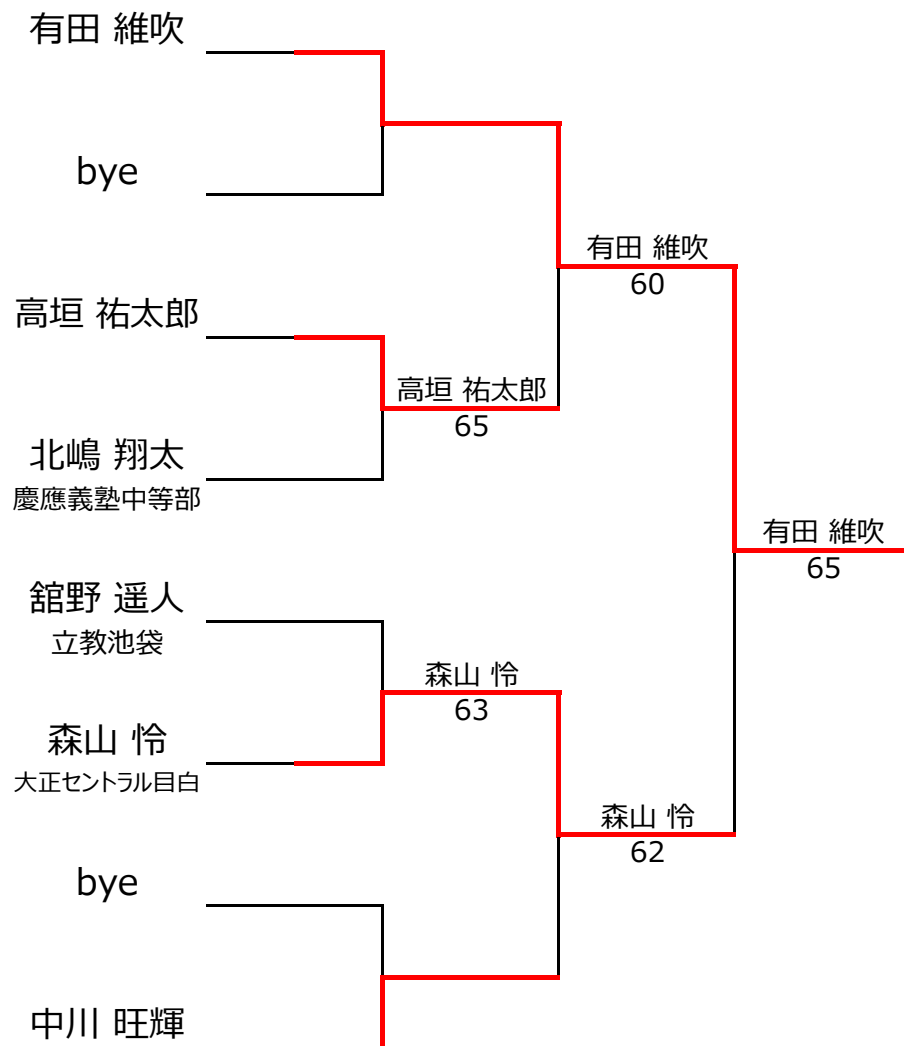 有田 維吹
bye
有田 維吹
60
高垣 祐太郎
高垣 祐太郎
65
北嶋 翔太
慶應義塾中等部
有田 維吹
65
舘野 遥人
立教池袋
森山 怜
63
森山 怜
大正セントラル目白
森山 怜
62
bye
中川 旺輝